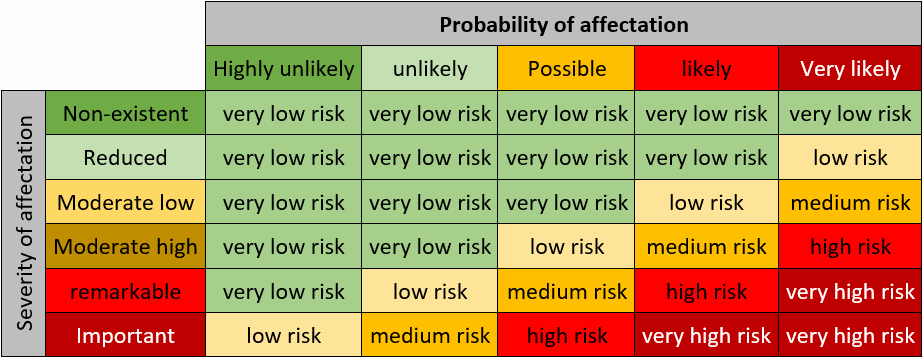 Probability of affectation
Highly unlikely unlikely Possible likely Very likely
Severity of affectation
Non-existent very low risk very low risk very low risk very low risk very low risk
Reduced very low risk very low risk very low risk very low risk low risk
Moderate low very low risk very low risk very low risk low risk medium risk
Moderate high very low risk very low risk low risk medium risk high risk
remarkable very low risk low risk medium risk high risk very high risk
Important low risk medium risk high risk very high risk very high risk